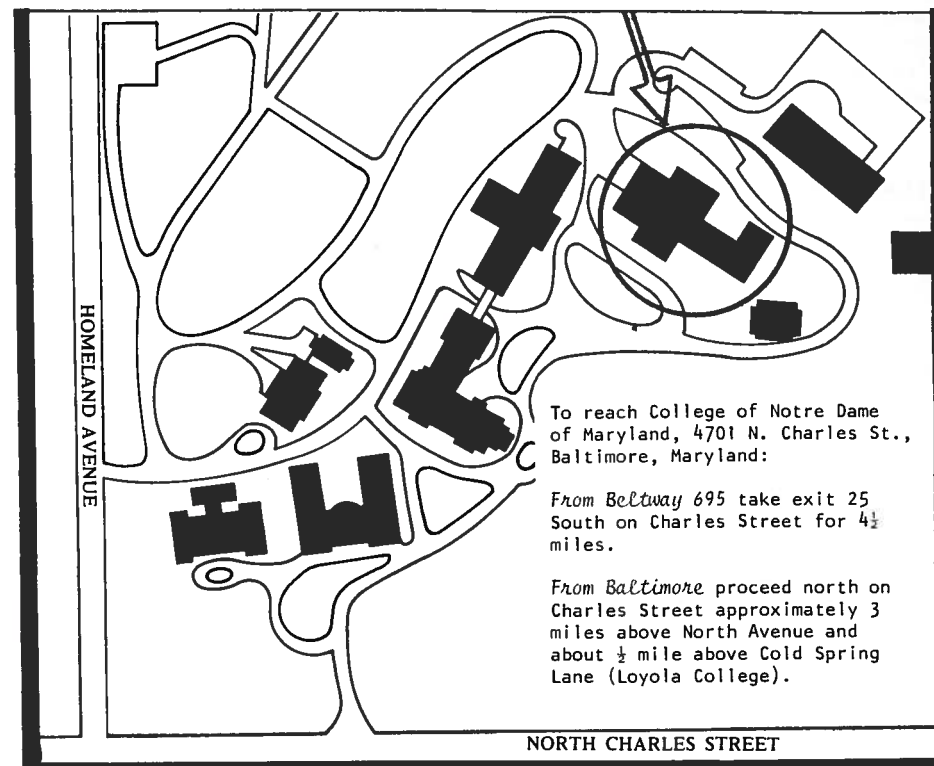 HOMELAND AVENUE
To reach College of Notre Dame
of Maryland, 4701 N. Charles St.,
Baltimore, Maryland:
From Beltway 695 take exit 25
South on Charles Street for 4½
miles.
From Baltimore proceed north on
Charles Street approximately 3
miles above North Avenue and
about ½ mile above Cold Spring
Lane (Loyola College).
NORTH CHARLES STREET